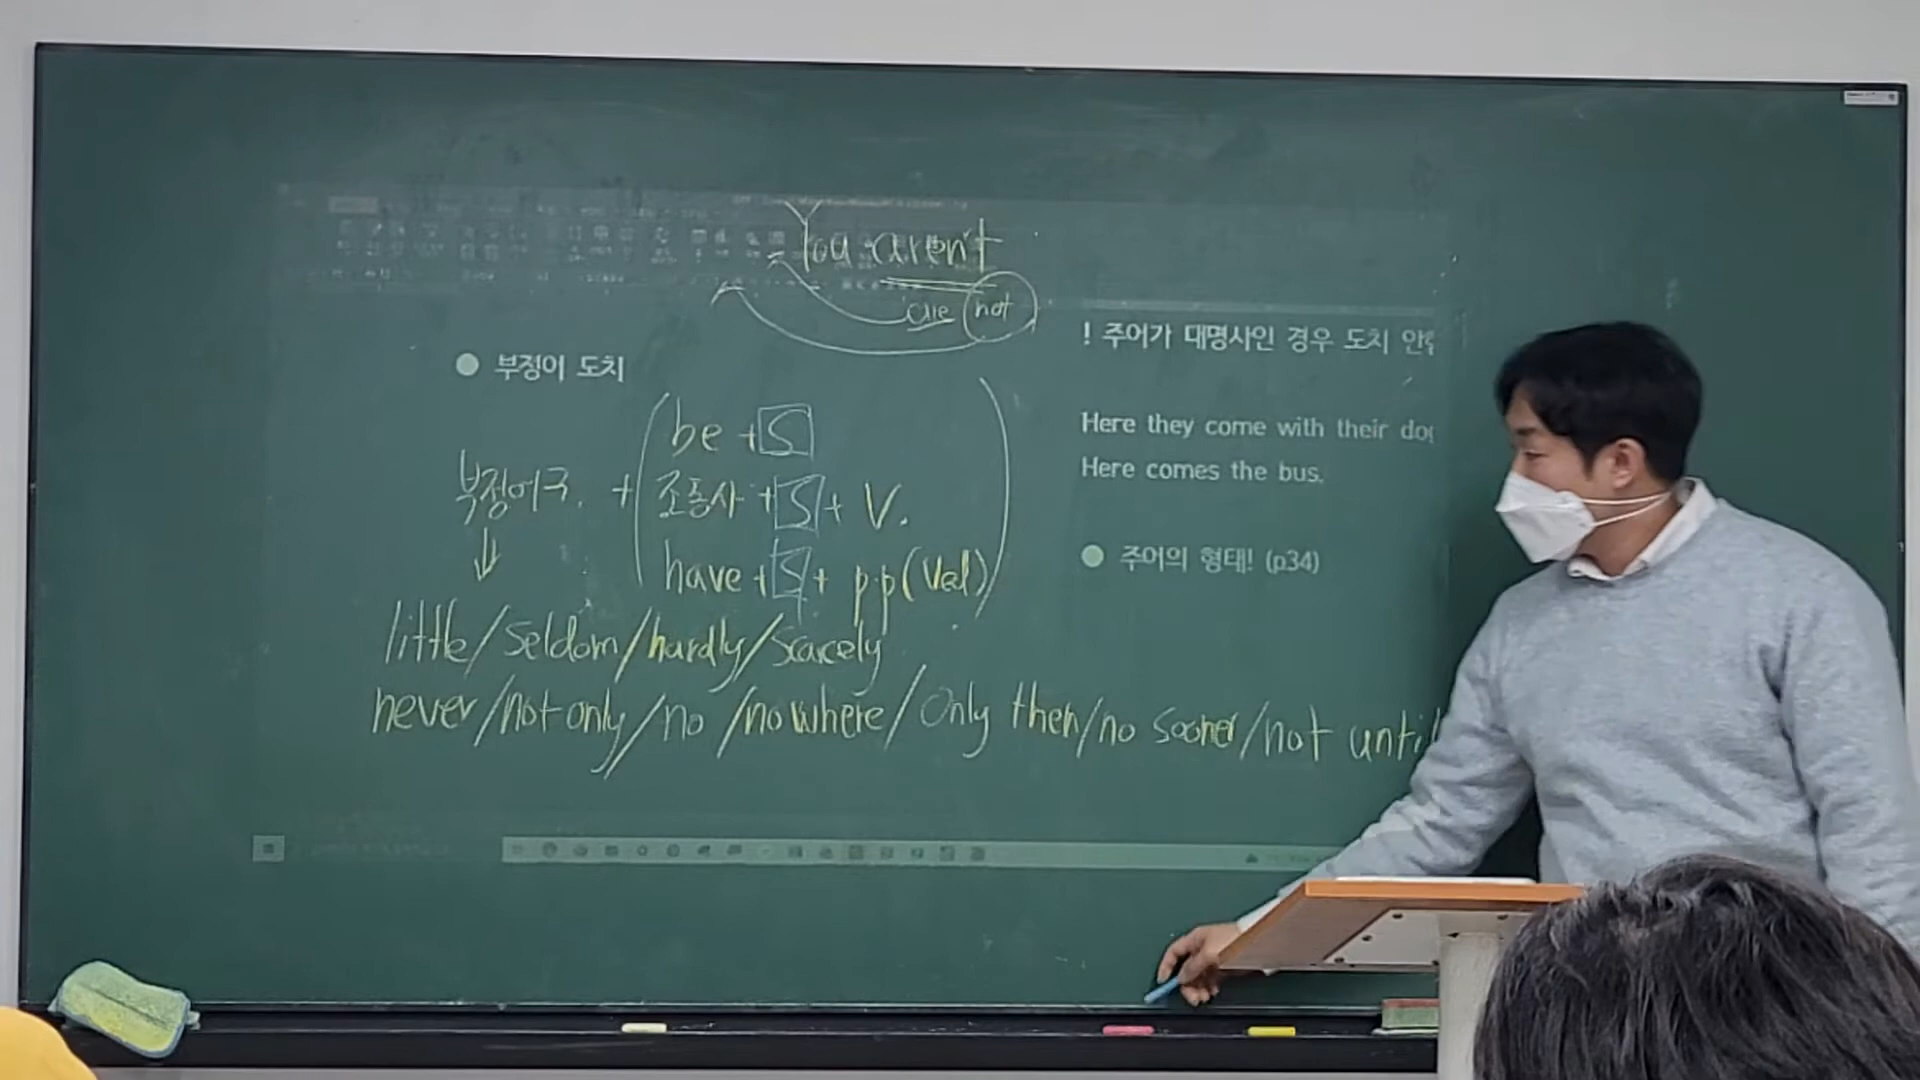 You aren't
are not
● 부정어 도치
be + S
부정어구 + 조동사 + S + V.
have + S + p.p (Ved)
little / seldom / hardly / scarcely
never / not only / no / nowhere / Only then / no sooner / not until
! 주어가 대명사인 경우 도치 안
Here they come with their dog
Here comes the bus.
● 주어의 형태! (p34)